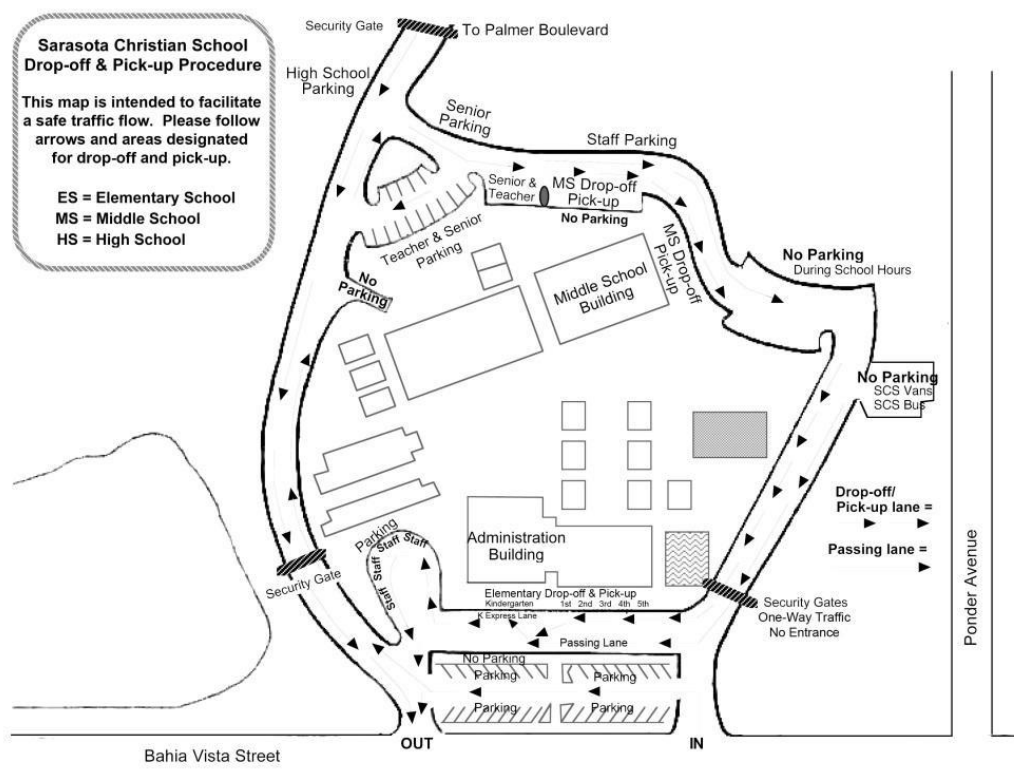 Sarasota Christian School
Drop-off & Pick-up Procedure
This map is intended to facilitate
a safe traffic flow. Please follow
arrows and areas designated
for drop-off and pick-up.
ES = Elementary School
MS = Middle School
HS = High School
Security Gate
To Palmer Boulevard
High School
Parking
Senior
Parking
Staff Parking
Senior &
Teacher
MS Drop-off
Pick-up
No Parking
Teacher & Senior
Parking
MS Drop-off
Pick-up
No Parking
During School Hours
No
Parking
Middle School
Building
No Parking
SCS Vans
SCS Bus
Drop-off/
Pick-up lane =
Passing lane =
Ponder Avenue
Parking
Staff Staff Staff Staff
Administration
Building
Security Gate
Elementary Drop-off & Pick-up
Kindergarten 1st 2nd 3rd 4th 5th
K Express Lane
Security Gates
One-Way Traffic
No Entrance
Passing Lane
No Parking
Parking
Parking
Parking
Parking
OUT
IN
Bahia Vista Street